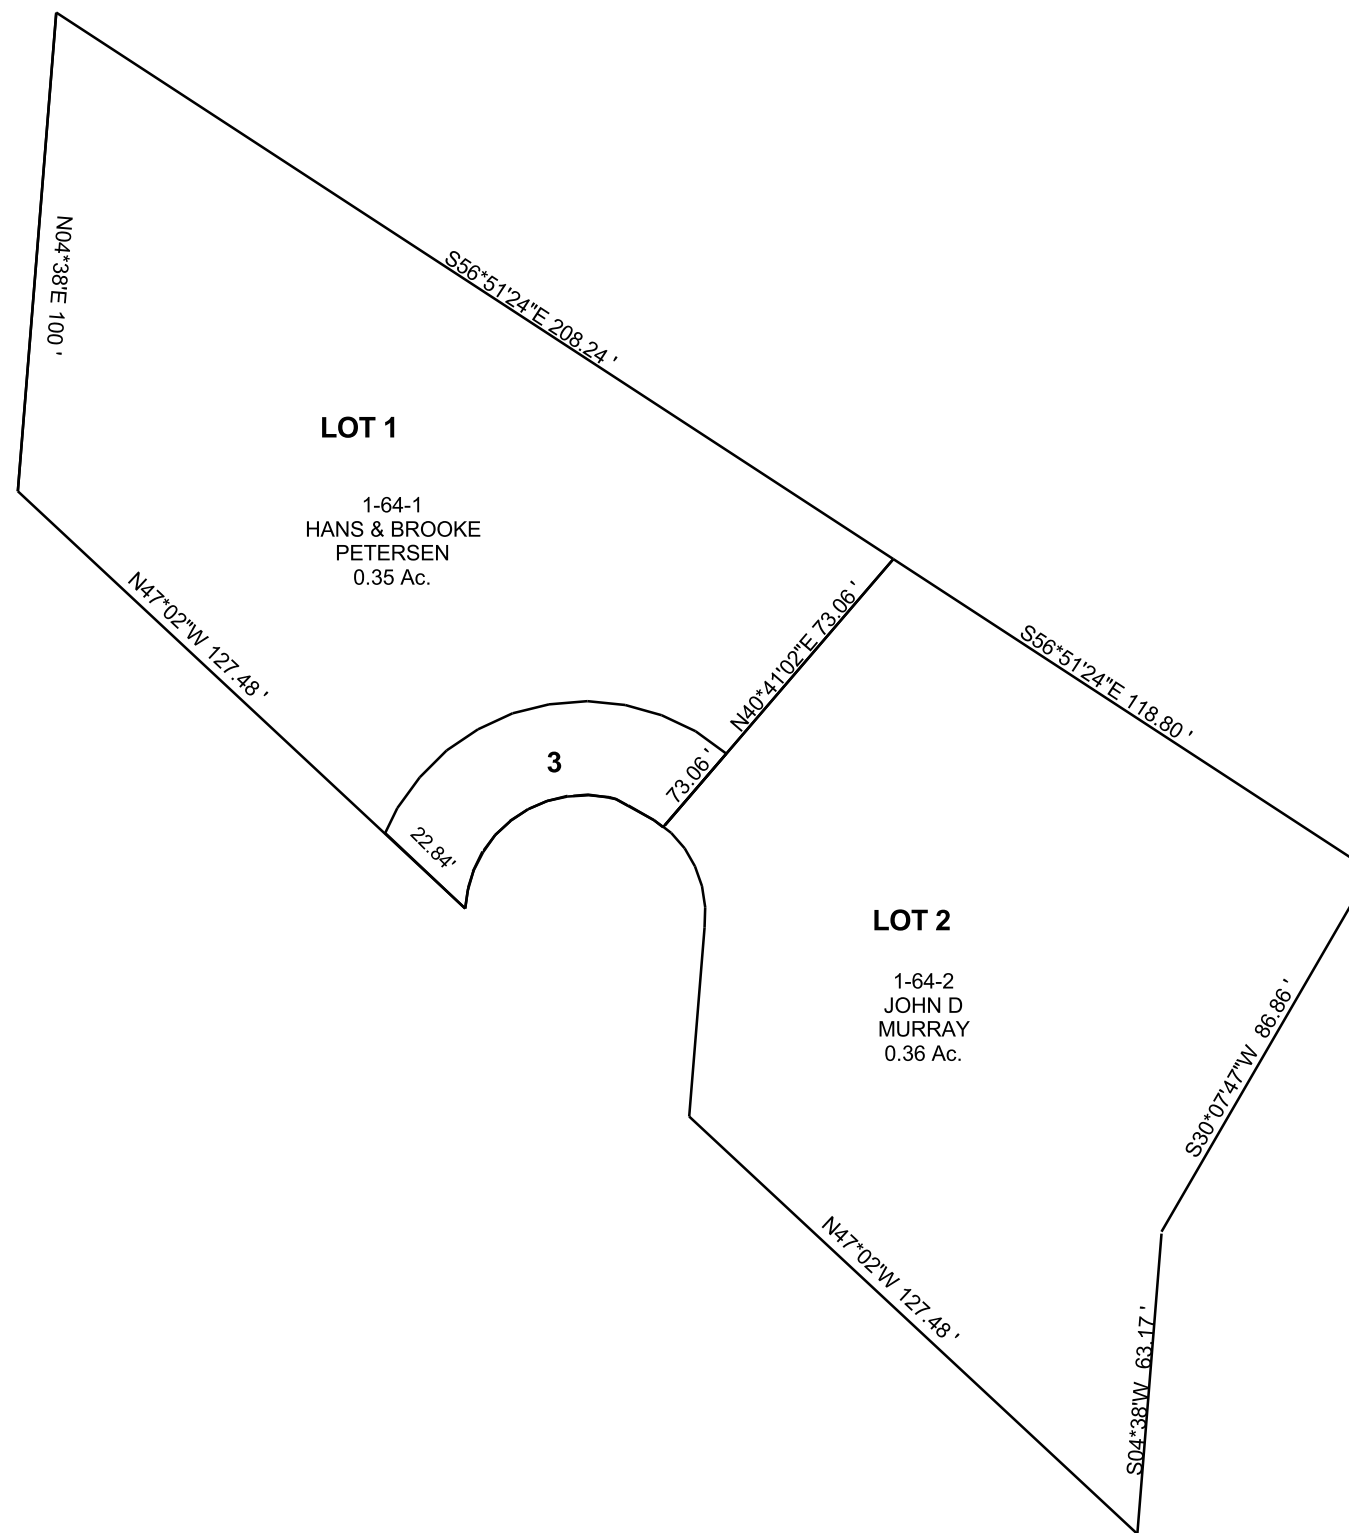 N04*38'E 100 '
S56*51'24"E 208.24 '
LOT 1
1-64-1
HANS & BROOKE
PETERSEN
0.35 Ac.
N47*02"W 127.48 '
N40*41'02"E 73.06 '
S56*51'24"E 118.80 '
3
73.06 '
22.84'
LOT 2
1-64-2
JOHN D
MURRAY
0.36 Ac.
S30*07'47"W 86.86 '
N47*02'W 127.48 '
S04*38'W 63.17 '